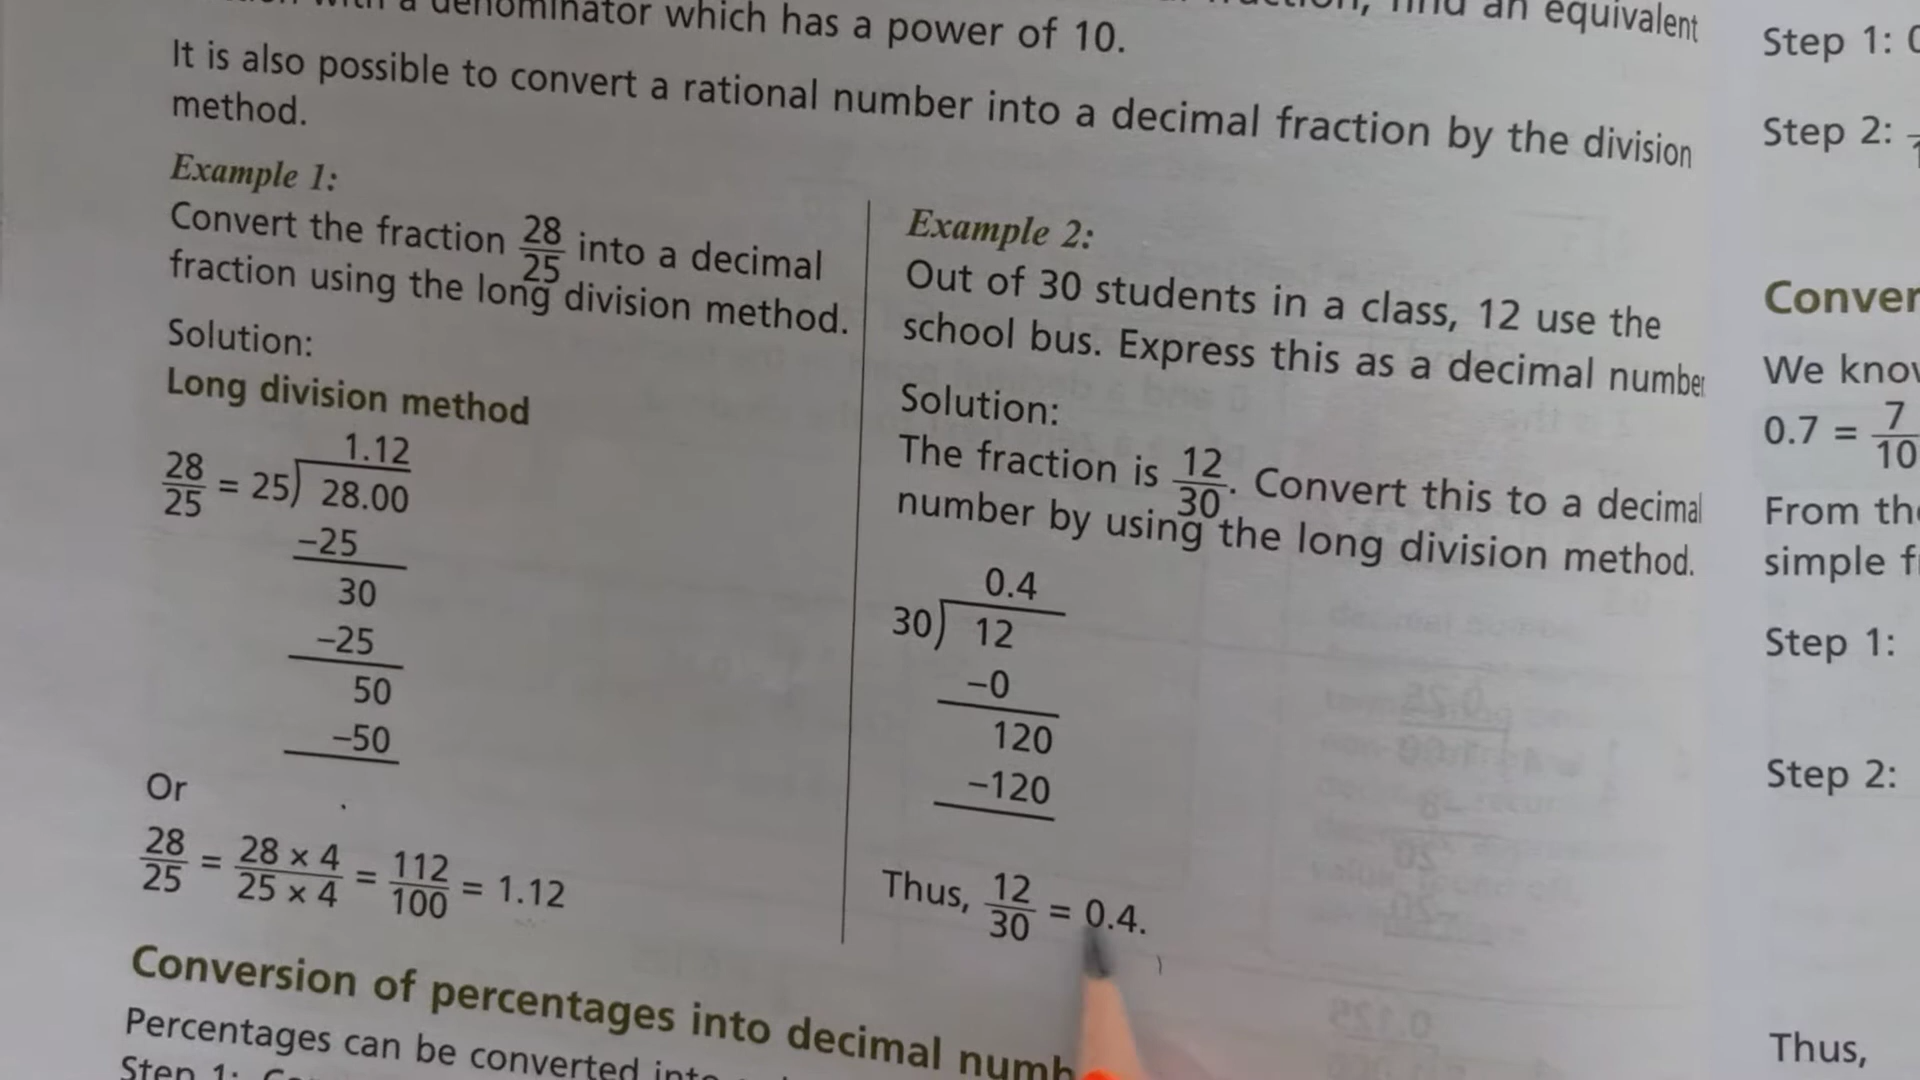 denominator which has a power of 10.
an equivalent
It is also possible to convert a rational number into a decimal fraction by the division
method.
Example 1:
Convert the fraction 28/25 into a decimal
fraction using the long division method.
Solution:
Long division method
1.12
28/25 = 25) 28.00
−25
30
−25
50
−50
Or
28/25 = 28 × 4/25 × 4 = 112/100 = 1.12
Example 2:
Out of 30 students in a class, 12 use the
school bus. Express this as a decimal number
Solution:
The fraction is 12/30. Convert this to a decimal
number by using the long division method.
0.4
30) 12
−0
120
−120
Thus, 12/30 = 0.4.
Conversion of percentages into decimal numb
Percentages can be converted into
Step 1:
Step 1:
Step 2:
Conver
We know
0.7 = 7/10
From the
simple f
Step 1:
Step 2:
Thus,